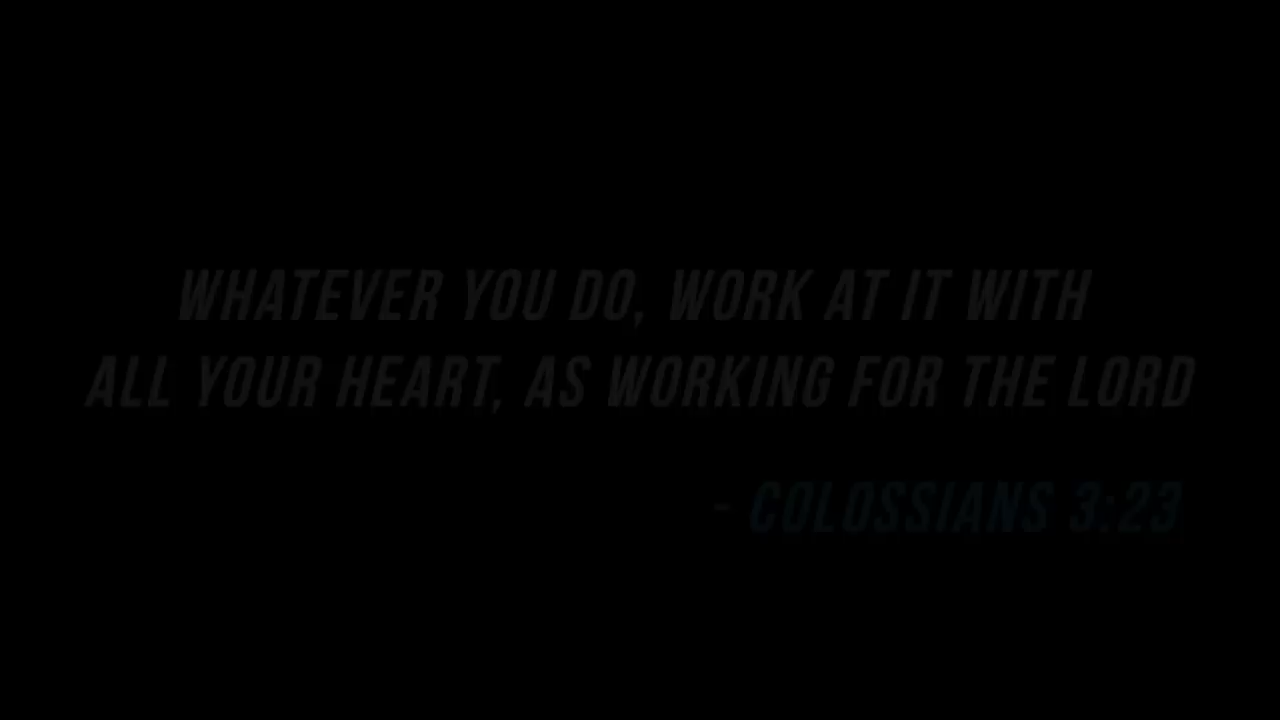 WHATEVER YOU DO, WORK AT IT WITH
ALL YOUR HEART, AS WORKING FOR THE LORD
- COLOSSIANS 3:23